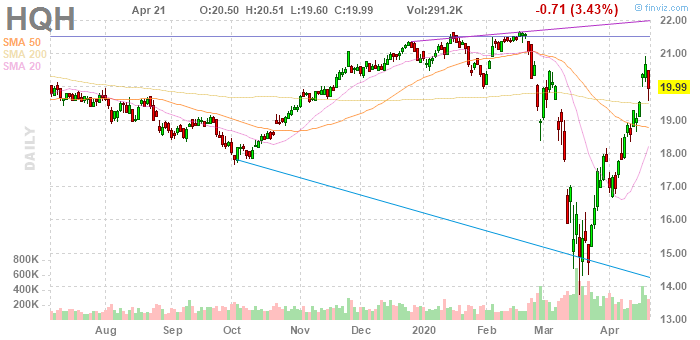 HQH
Apr 21 O:20.50 H:20.51 L:19.60 C:19.99 Vol:291.2K -0.71 (3.43%)
© finviz.com
SMA 50
SMA 200
SMA 20
DAILY
22.00
21.00
19.99
19.00
18.00
17.00
16.00
15.00
14.00
13.00
800K
600K
400K
200K
Aug Sep Oct Nov Dec 2020 Feb Mar Apr